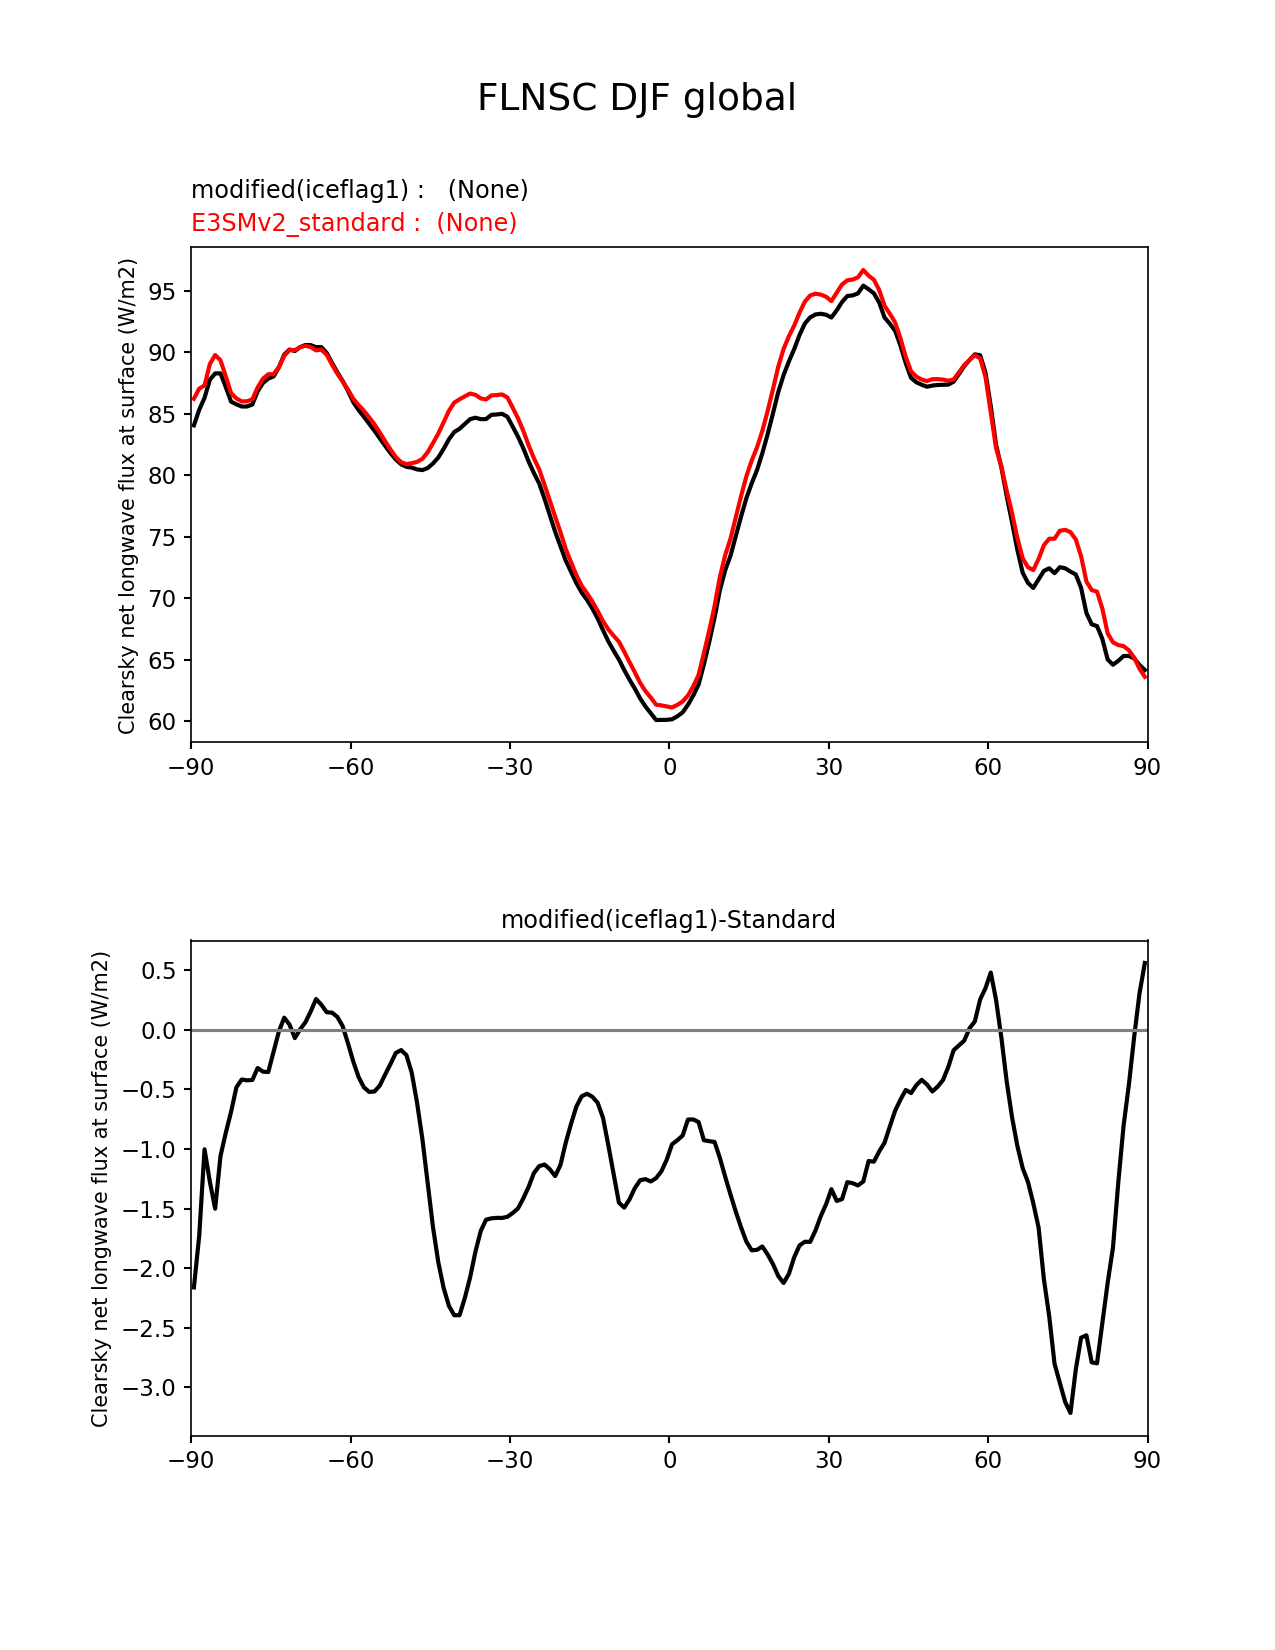 FLNSC DJF global
modified(iceflag1) : (None)
E3SMv2_standard : (None)
Clearsky net longwave flux at surface (W/m2)
95
90
85
80
75
70
65
60
−90 −60 −30 0 30 60 90
modified(iceflag1)-Standard
Clearsky net longwave flux at surface (W/m2)
0.5
0.0
−0.5
−1.0
−1.5
−2.0
−2.5
−3.0
−90 −60 −30 0 30 60 90